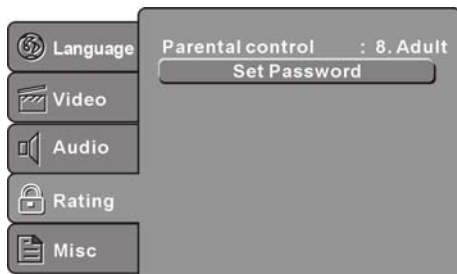 Language
Video
Audio
Rating
Misc
Parental control : 8. Adult
Set Password